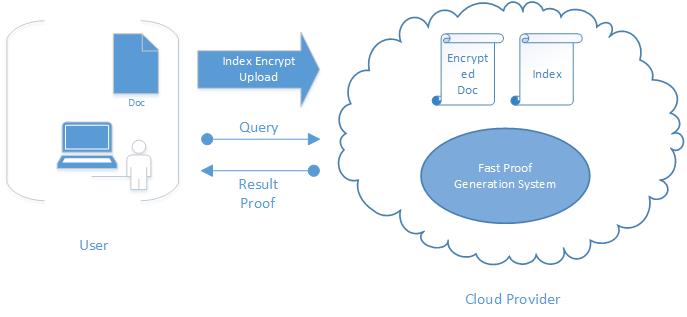 Doc
User
Index Encrypt
Upload
Query
Result
Proof
Encrypt
ed
Doc
Index
Fast Proof
Generation System
Cloud Provider